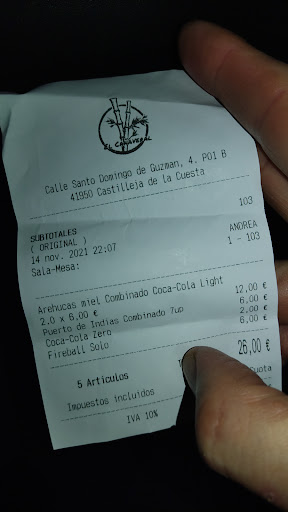 EL CAÑAVERAL
Calle Santo Domingo de Guzman, 4. P01 B
41950 Castilleja de la Cuesta
103
SUBTOTALES
( ORIGINAL ) ANDREA
14 nov. 2021 22:07 1 - 103
Sala-Mesa:
Arehucas miel Combinado Coca-Cola Light
2.0 x 6,00 € 12,00 €
Puerto de Indias Combinado 7up 6,00 €
Coca-Cola Zero 2,00 €
Fireball Solo 6,00 €
5 Artículos 26,00 €
Impuestos incluidos
IVA 10% Cuota